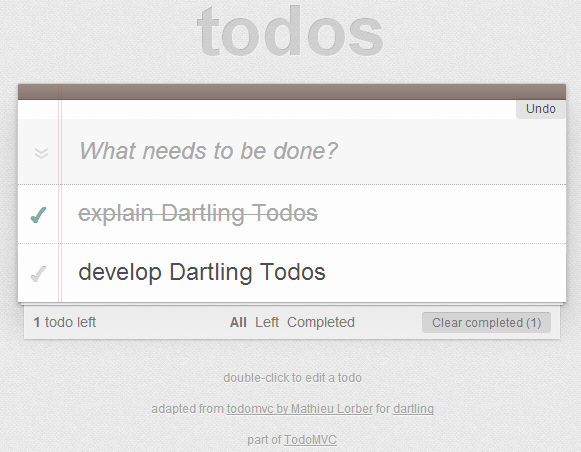 todos
Undo
What needs to be done?
explain Dartling Todos
develop Dartling Todos
1 todo left All Left Completed Clear completed (1)
double-click to edit a todo
adapted from todomvc by Mathieu Lorber for dartling
part of TodoMVC